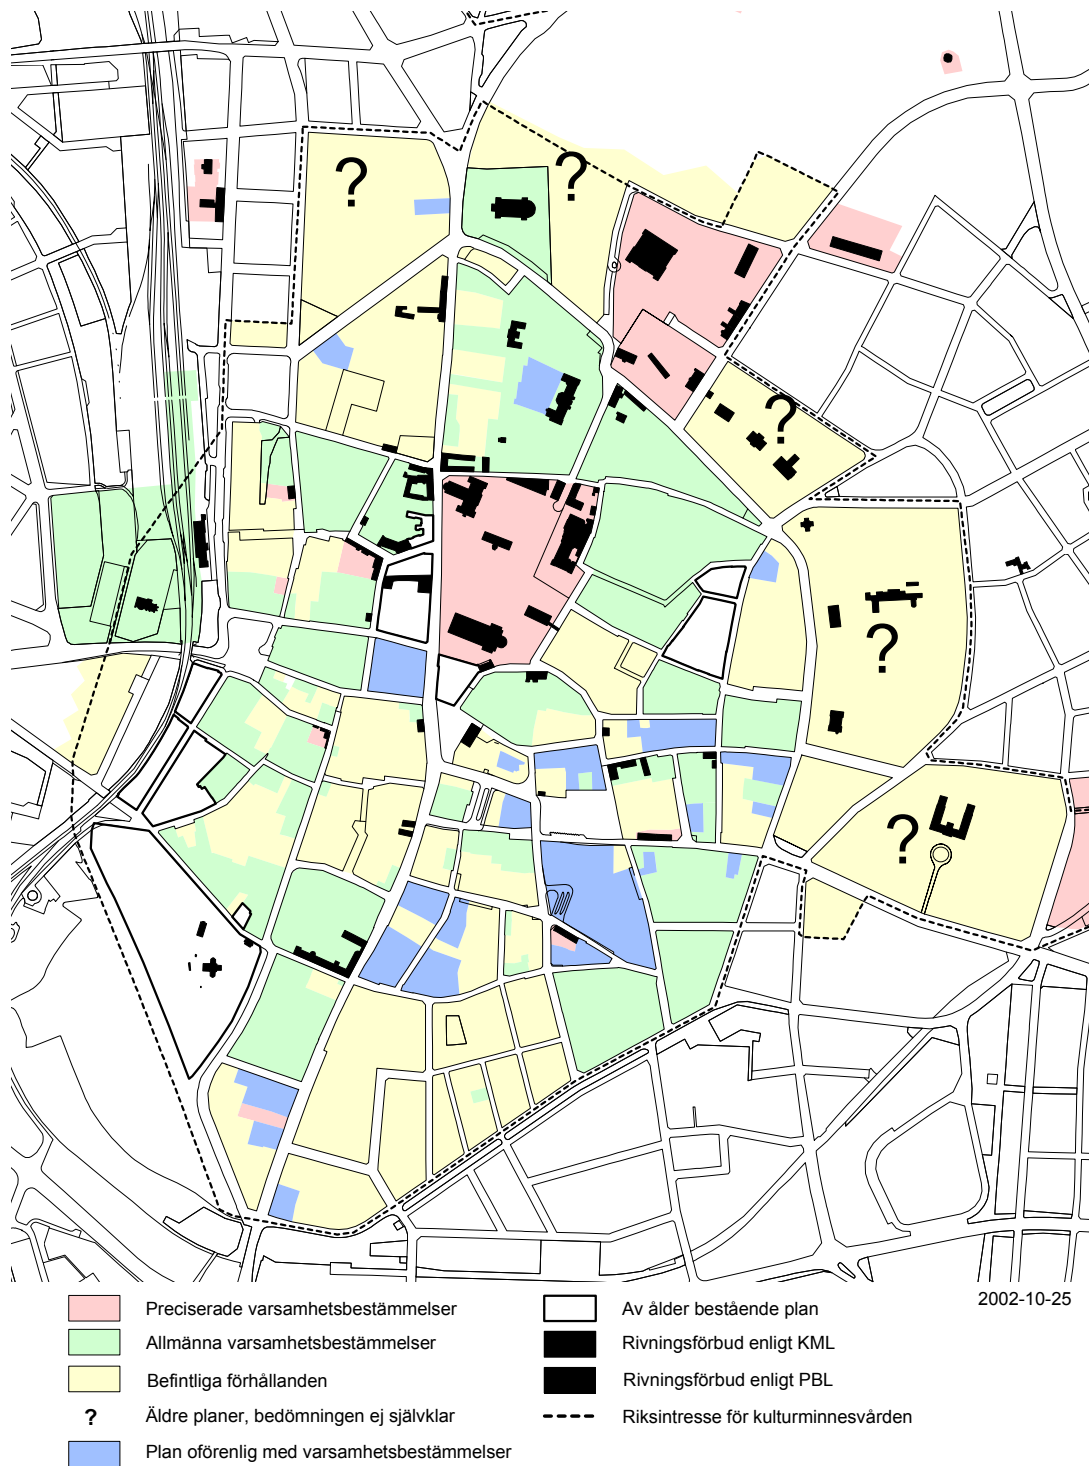 ?
?
?
?
?
2002-10-25
Preciserade varsamhetsbestämmelser
Allmänna varsamhetsbestämmelser
Befintliga förhållanden
? Äldre planer, bedömningen ej självklar
Plan oförenlig med varsamhetsbestämmelser
Av ålder bestående plan
Rivningsförbud enligt KML
Rivningsförbud enligt PBL
Riksintresse för kulturminnesvården